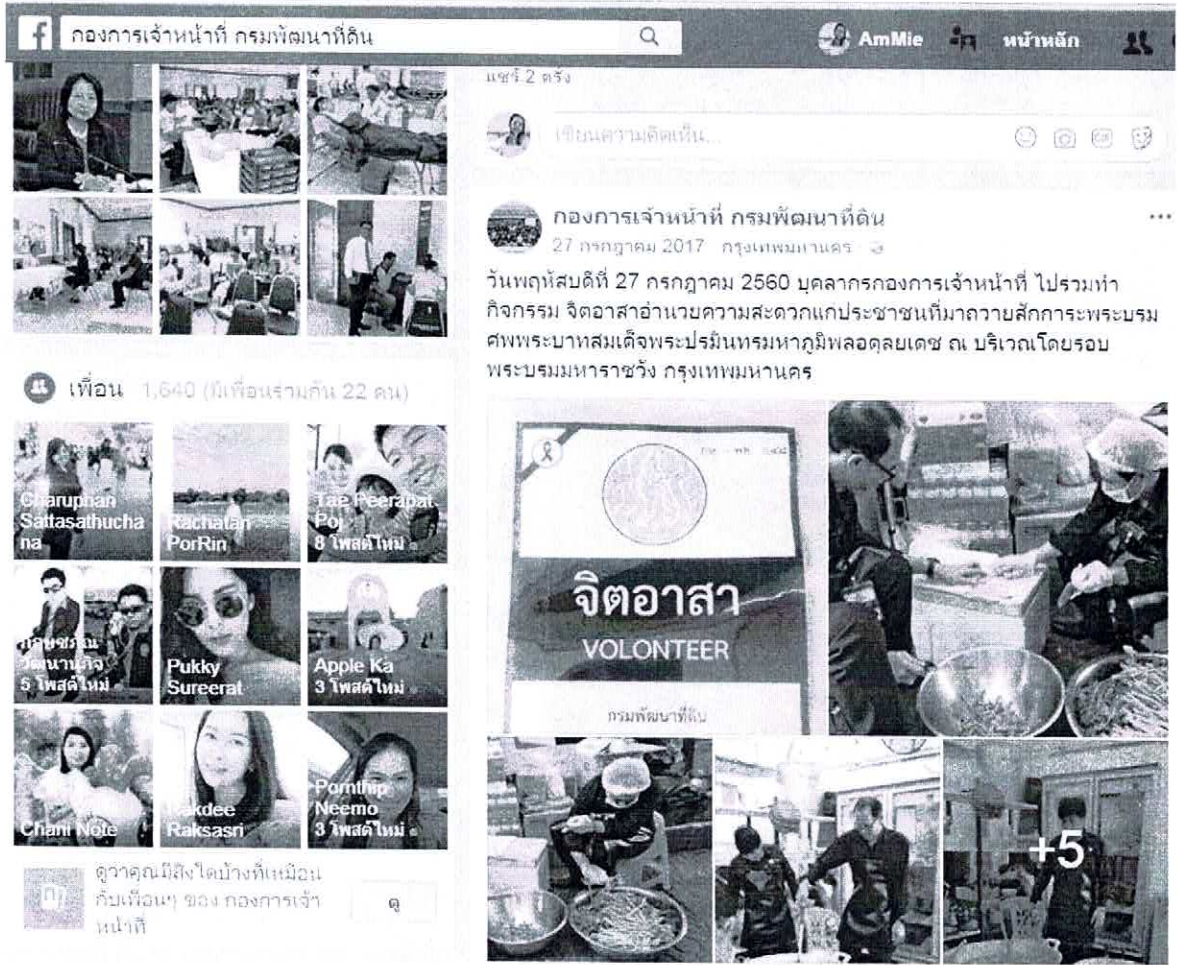 f
กองการเจ้าหน้าที่ กรมพัฒนาที่ดิน
AmMie
หน้าหลัก
แชร์ 2 ครั้ง
เขียนความคิดเห็น...
กองการเจ้าหน้าที่ กรมพัฒนาที่ดิน
27 กรกฎาคม 2017 กรุงเทพมหานคร
วันพฤหัสบดีที่ 27 กรกฎาคม 2560 บุคลากรกองการเจ้าหน้าที่ ไปรวมทำ
กิจกรรม จิตอาสาอำนวยความสะดวกแก่ประชาชนที่มาถวายสักการะพระบรม
ศพพระบาทสมเด็จพระปรมินทรมหาภูมิพลอดุลยเดช ณ บริเวณโดยรอบ
พระบรมมหาราชวัง กรุงเทพมหานคร
เพื่อน 1,640 (มีเพื่อนร่วมกัน 22 คน)
Charuphan
Sattasathucha
na
Rachatan
PorRin
Tae Peerapat
Poj
8 โพสต์ใหม่
วัฒนานุกิจ
5 โพสต์ใหม่
Pukky
Sureerat
Apple Ka
3 โพสต์ใหม่
Chani Note
Rakdee
Raksasri
Pornthip
Neemo
3 โพสต์ใหม่
ดูว่าคุณมีสิ่งใดบ้างที่เหมือน
กับเพื่อนๆ ของ กองการเจ้า
หน้าที่
ดู
จิตอาสา
VOLONTEER
กรมพัฒนาที่ดิน
+5